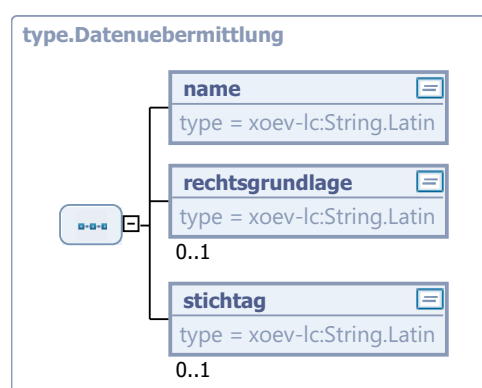 type.Datenuebermittlung
name
type = xoev-lc:String.Latin
rechtsgrundlage
type = xoev-lc:String.Latin
0..1
stichtag
type = xoev-lc:String.Latin
0..1